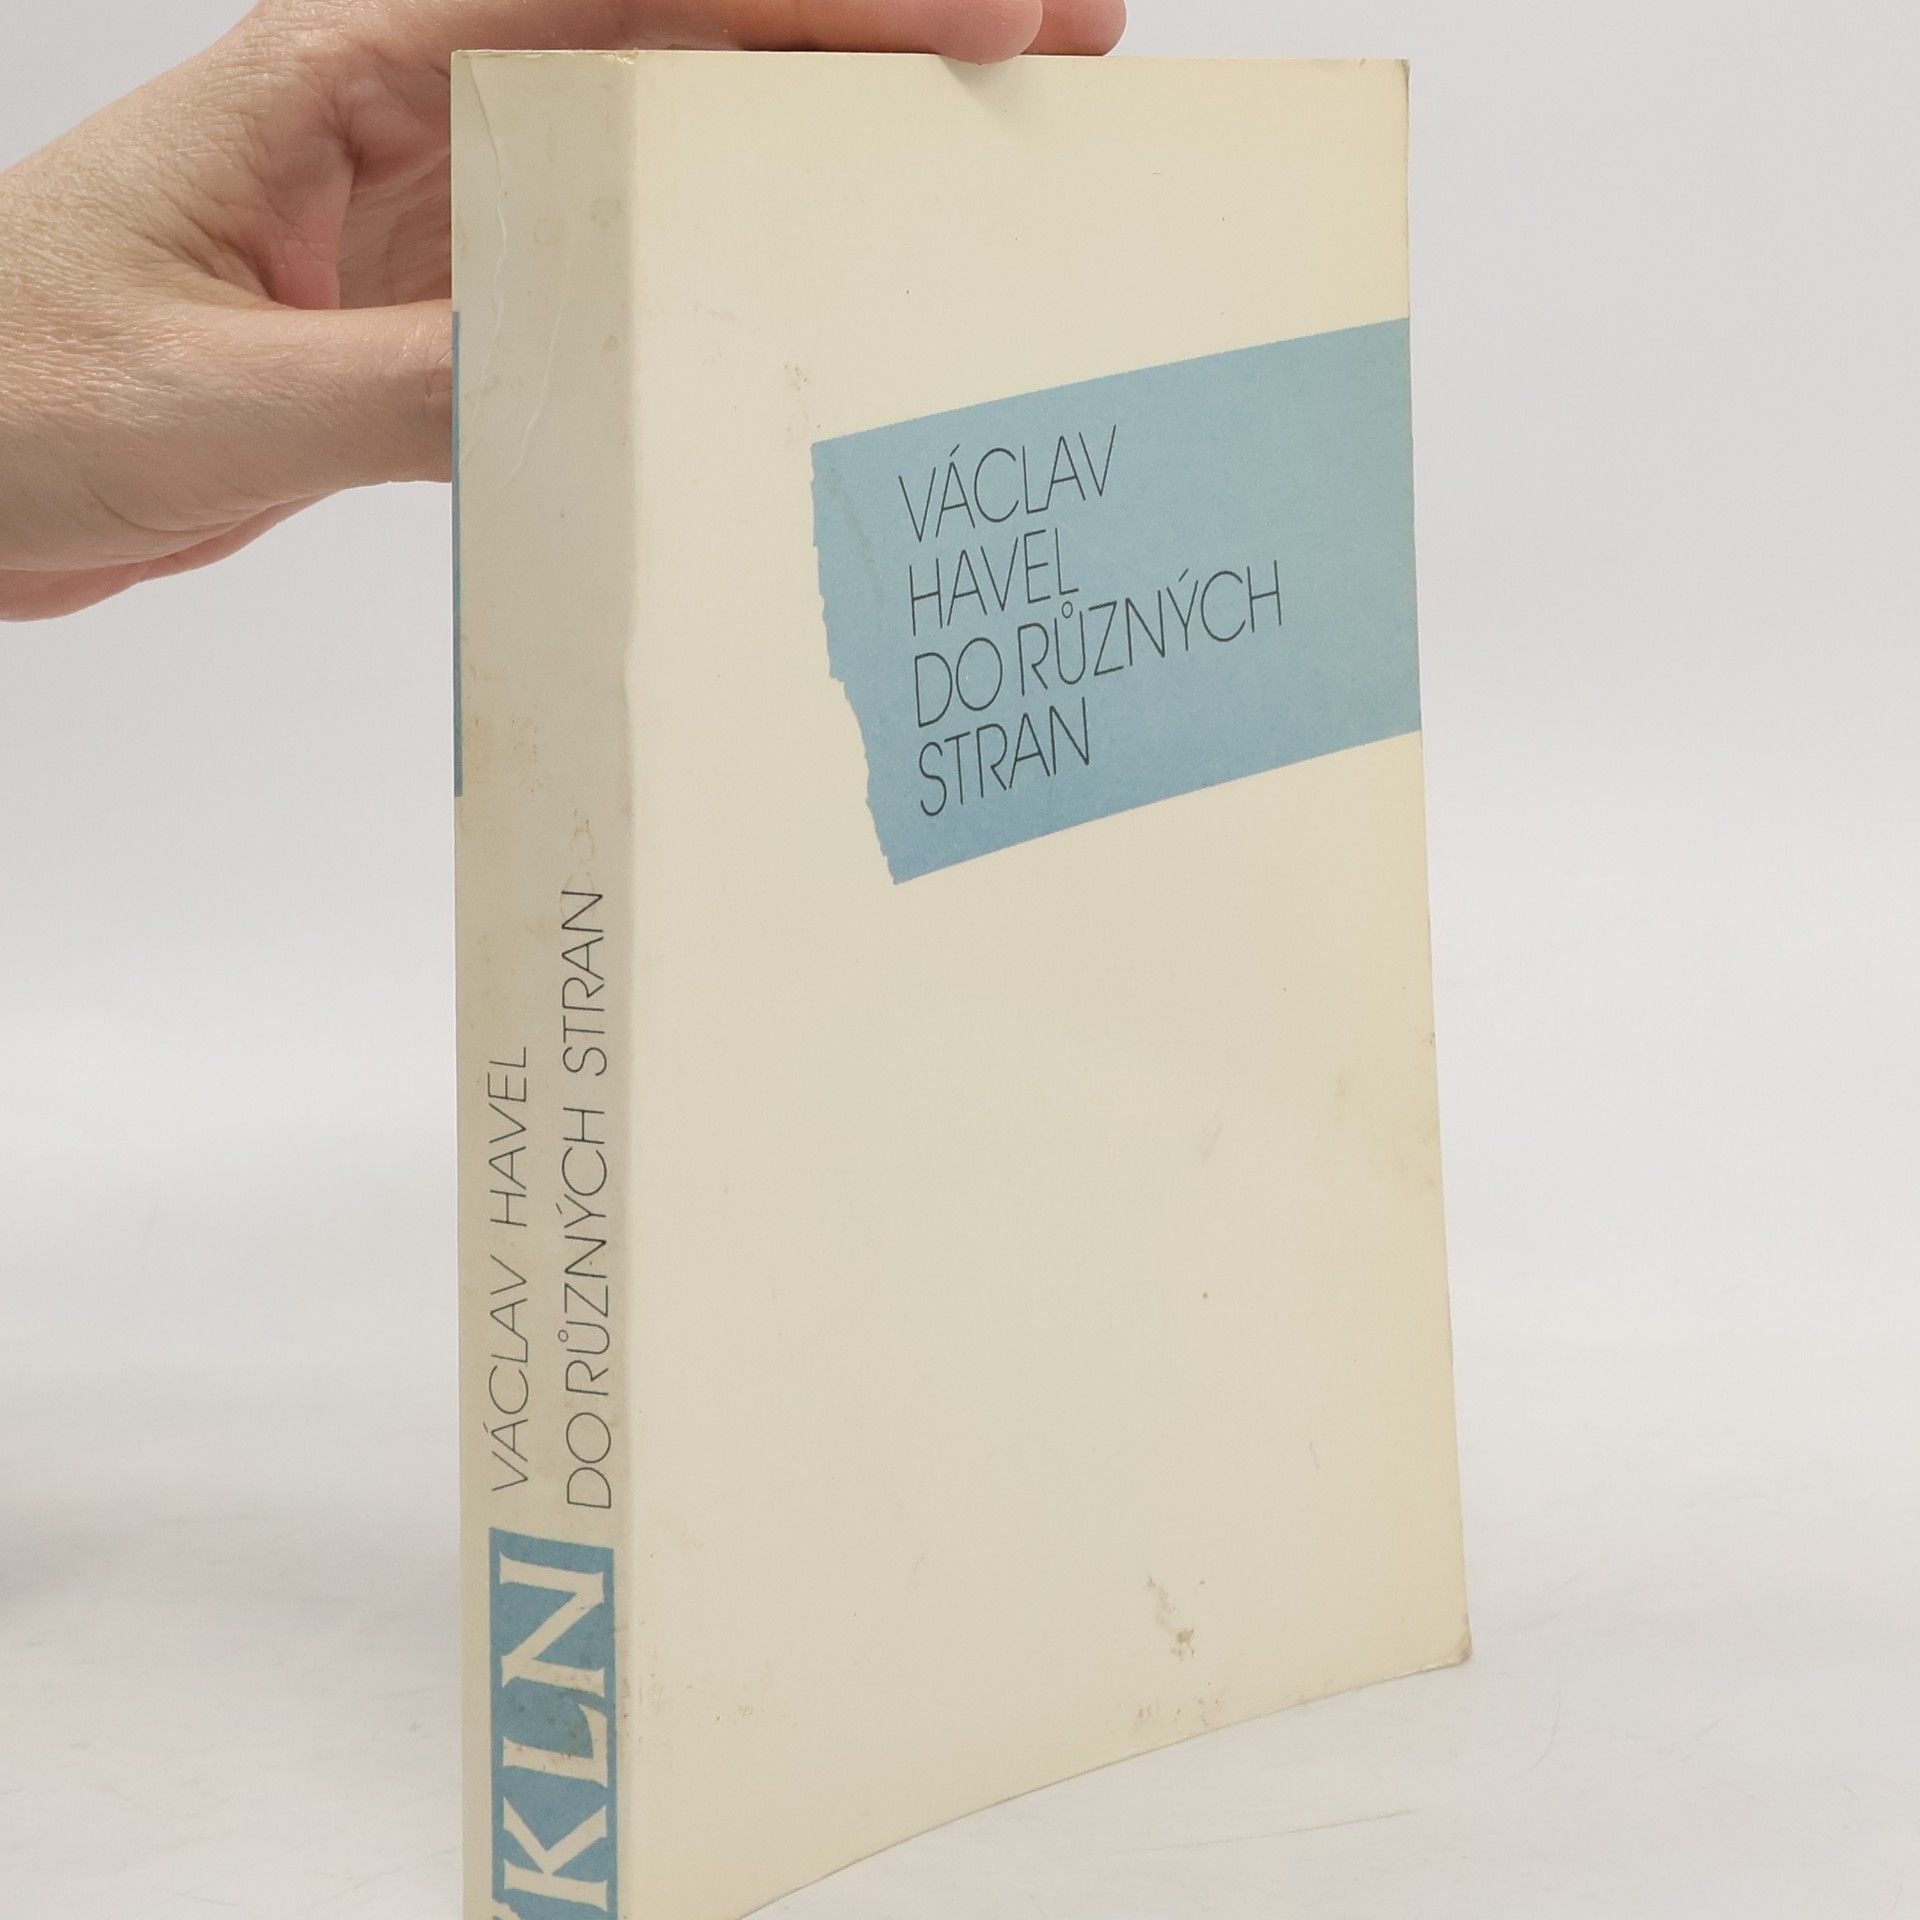 VÁCLAV
HAVEL
DO RŮZNÝCH
STRAN
VÁCLAV HAVEL
DO RŮZNÝCH STRAN
KLN